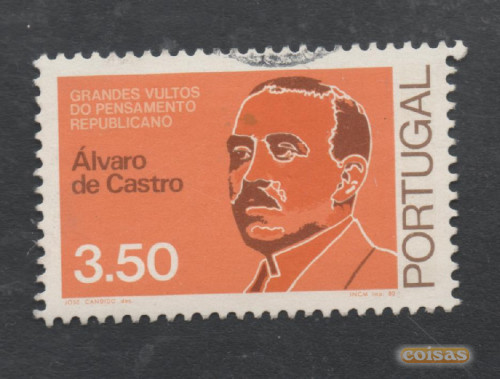 GRANDES VULTOS
DO PENSAMENTO
REPUBLICANO
Álvaro
de Castro
3.50
PORTUGAL
coisas